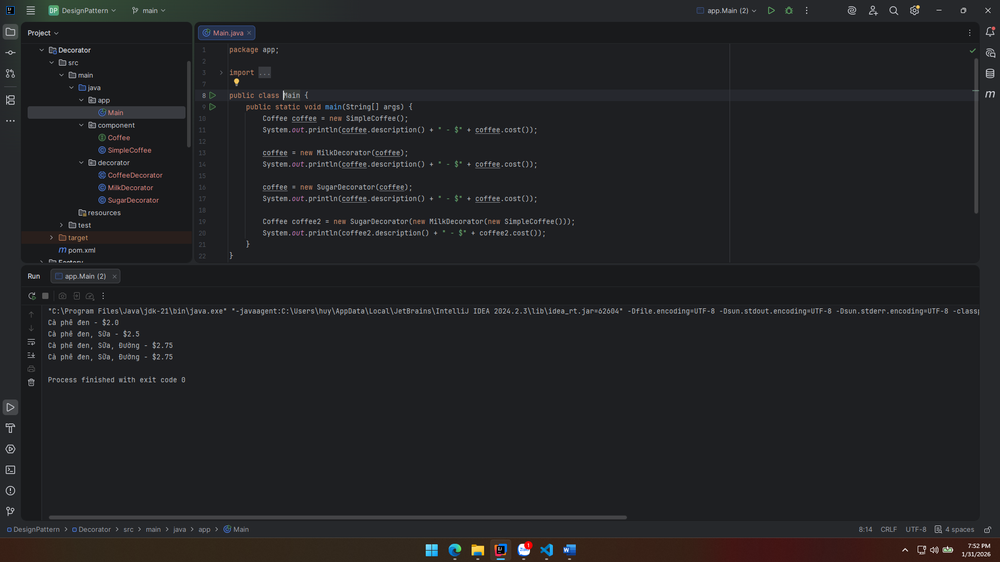 DP DesignPattern main app.Main (2)
Project
Main.java
Decorator
src
main
java
app
Main
component
Coffee
SimpleCoffee
decorator
CoffeeDecorator
MilkDecorator
SugarDecorator
resources
test
target
pom.xml
Factory
1 package app;
2
3 import ...
7
8 public class Main {
9 public static void main(String[] args) {
10 Coffee coffee = new SimpleCoffee();
11 System.out.println(coffee.description() + " - $" + coffee.cost());
12
13 coffee = new MilkDecorator(coffee);
14 System.out.println(coffee.description() + " - $" + coffee.cost());
15
16 coffee = new SugarDecorator(coffee);
17 System.out.println(coffee.description() + " - $" + coffee.cost());
18
19 Coffee coffee2 = new SugarDecorator(new MilkDecorator(new SimpleCoffee()));
20 System.out.println(coffee2.description() + " - $" + coffee2.cost());
21 }
22 }
Run app.Main (2)
"C:\Program Files\Java\jdk-21\bin\java.exe" "-javaagent:C:\Users\huy\AppData\Local\JetBrains\IntelliJ IDEA 2024.2.3\lib\idea_rt.jar=62604" -Dfile.encoding=UTF-8 -Dsun.stdout.encoding=UTF-8 -Dsun.stderr.encoding=UTF-8 -classp
Cà phê đen - $2.0
Cà phê đen, Sữa - $2.5
Cà phê đen, Sữa, Đường - $2.75
Cà phê đen, Sữa, Đường - $2.75
Process finished with exit code 0
DesignPattern > Decorator > src > main > java > app > Main
8:14 CRLF UTF-8 4 spaces
Zalo 1
7:52 PM
1/31/2026